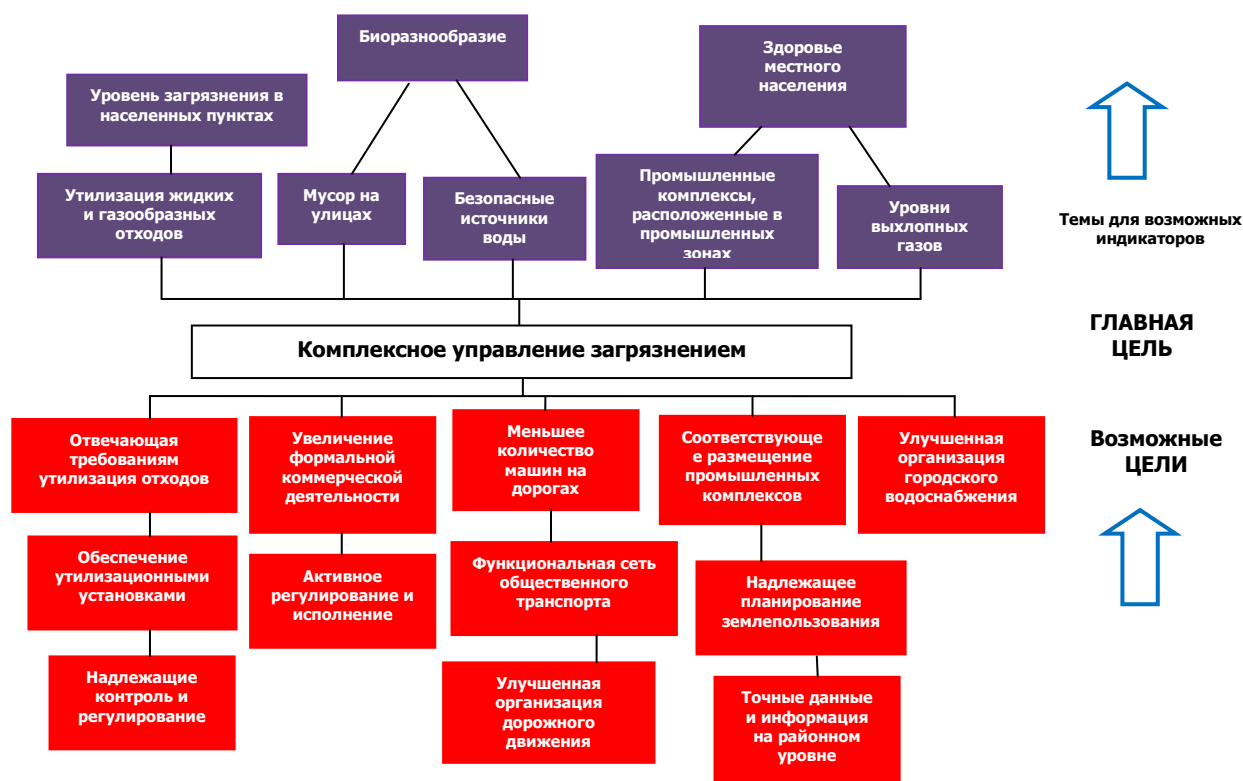 Биоразнообразие
Здоровье
местного
населения
Уровень загрязнения в
населенных пунктах
Утилизация жидких
и газообразных
отходов
Мусор на
улицах
Безопасные
источники
воды
Промышленные
комплексы,
расположенные в
промышленных
зонах
Уровни
выхлопных
газов
Темы для возможных
индикаторов
Комплексное управление загрязнением
ГЛАВНАЯ
ЦЕЛЬ
Отвечающая
требованиям
утилизация отходов
Увеличение
формальной
коммерческой
деятельности
Меньшее
количество
машин на
дорогах
Соответствующе
е размещение
промышленных
комплексов
Улучшенная
организация
городского
водоснабжения
Возможные
ЦЕЛИ
Обеспечение
утилизационными
установками
Активное
регулирование и
исполнение
Функциональная сеть
общественного
транспорта
Надлежащее
планирование
землепользования
Надлежащие
контроль и
регулирование
Улучшенная
организация
дорожного
движения
Точные данные
и информация
на районном
уровне